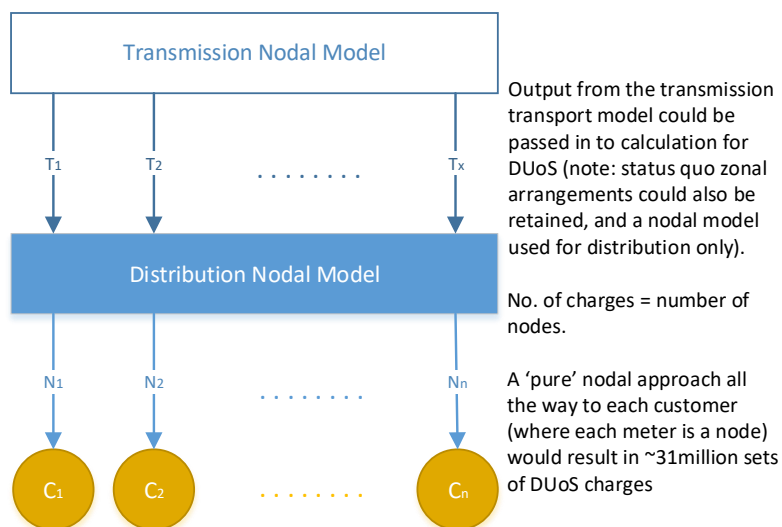 Transmission Nodal Model
T1 T2 ........ Tx
Distribution Nodal Model
N1 N2 ........ Nn
C1 C2 ........ Cn
Output from the transmission
transport model could be
passed in to calculation for
DUoS (note: status quo zonal
arrangements could also be
retained, and a nodal model
used for distribution only).
No. of charges = number of
nodes.
A ‘pure’ nodal approach all
the way to each customer
(where each meter is a node)
would result in ~31million sets
of DUoS charges